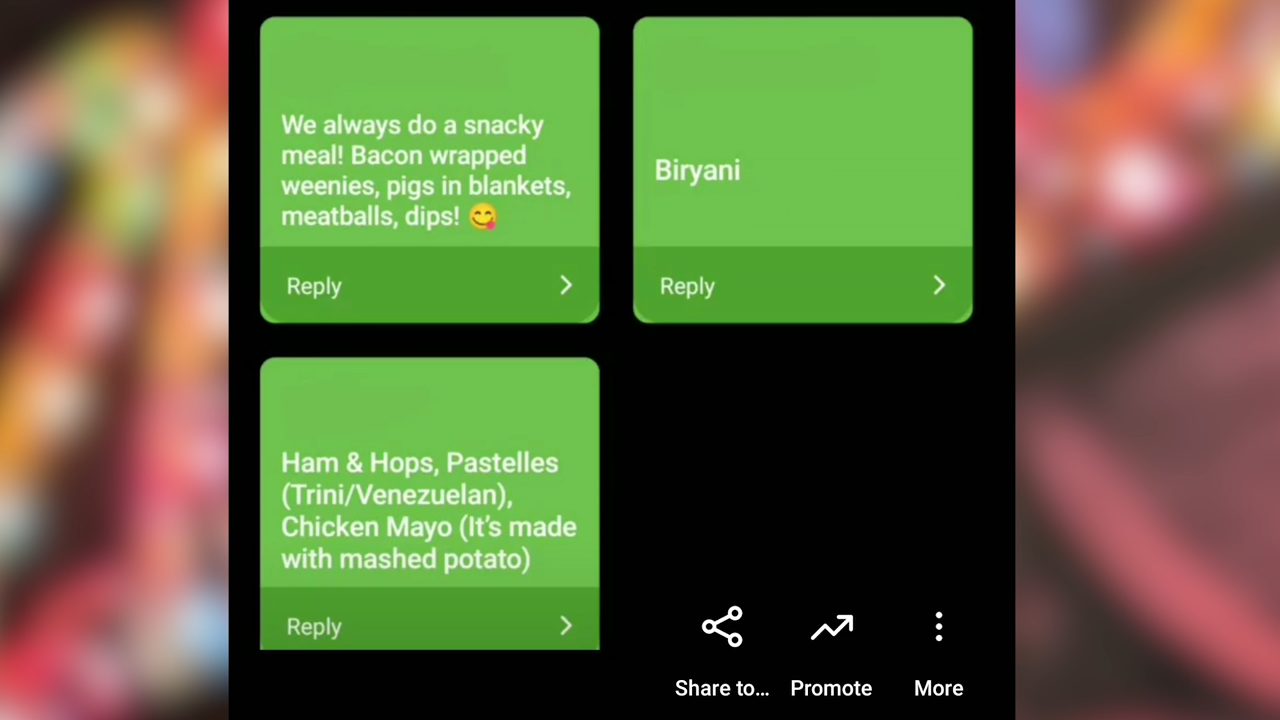 We always do a snacky
meal! Bacon wrapped
weenies, pigs in blankets,
meatballs, dips! 😋
Reply
Biryani
Reply
Ham & Hops, Pastelles
(Trini/Venezuelan),
Chicken Mayo (It's made
with mashed potato)
Reply
Share to...
Promote
More